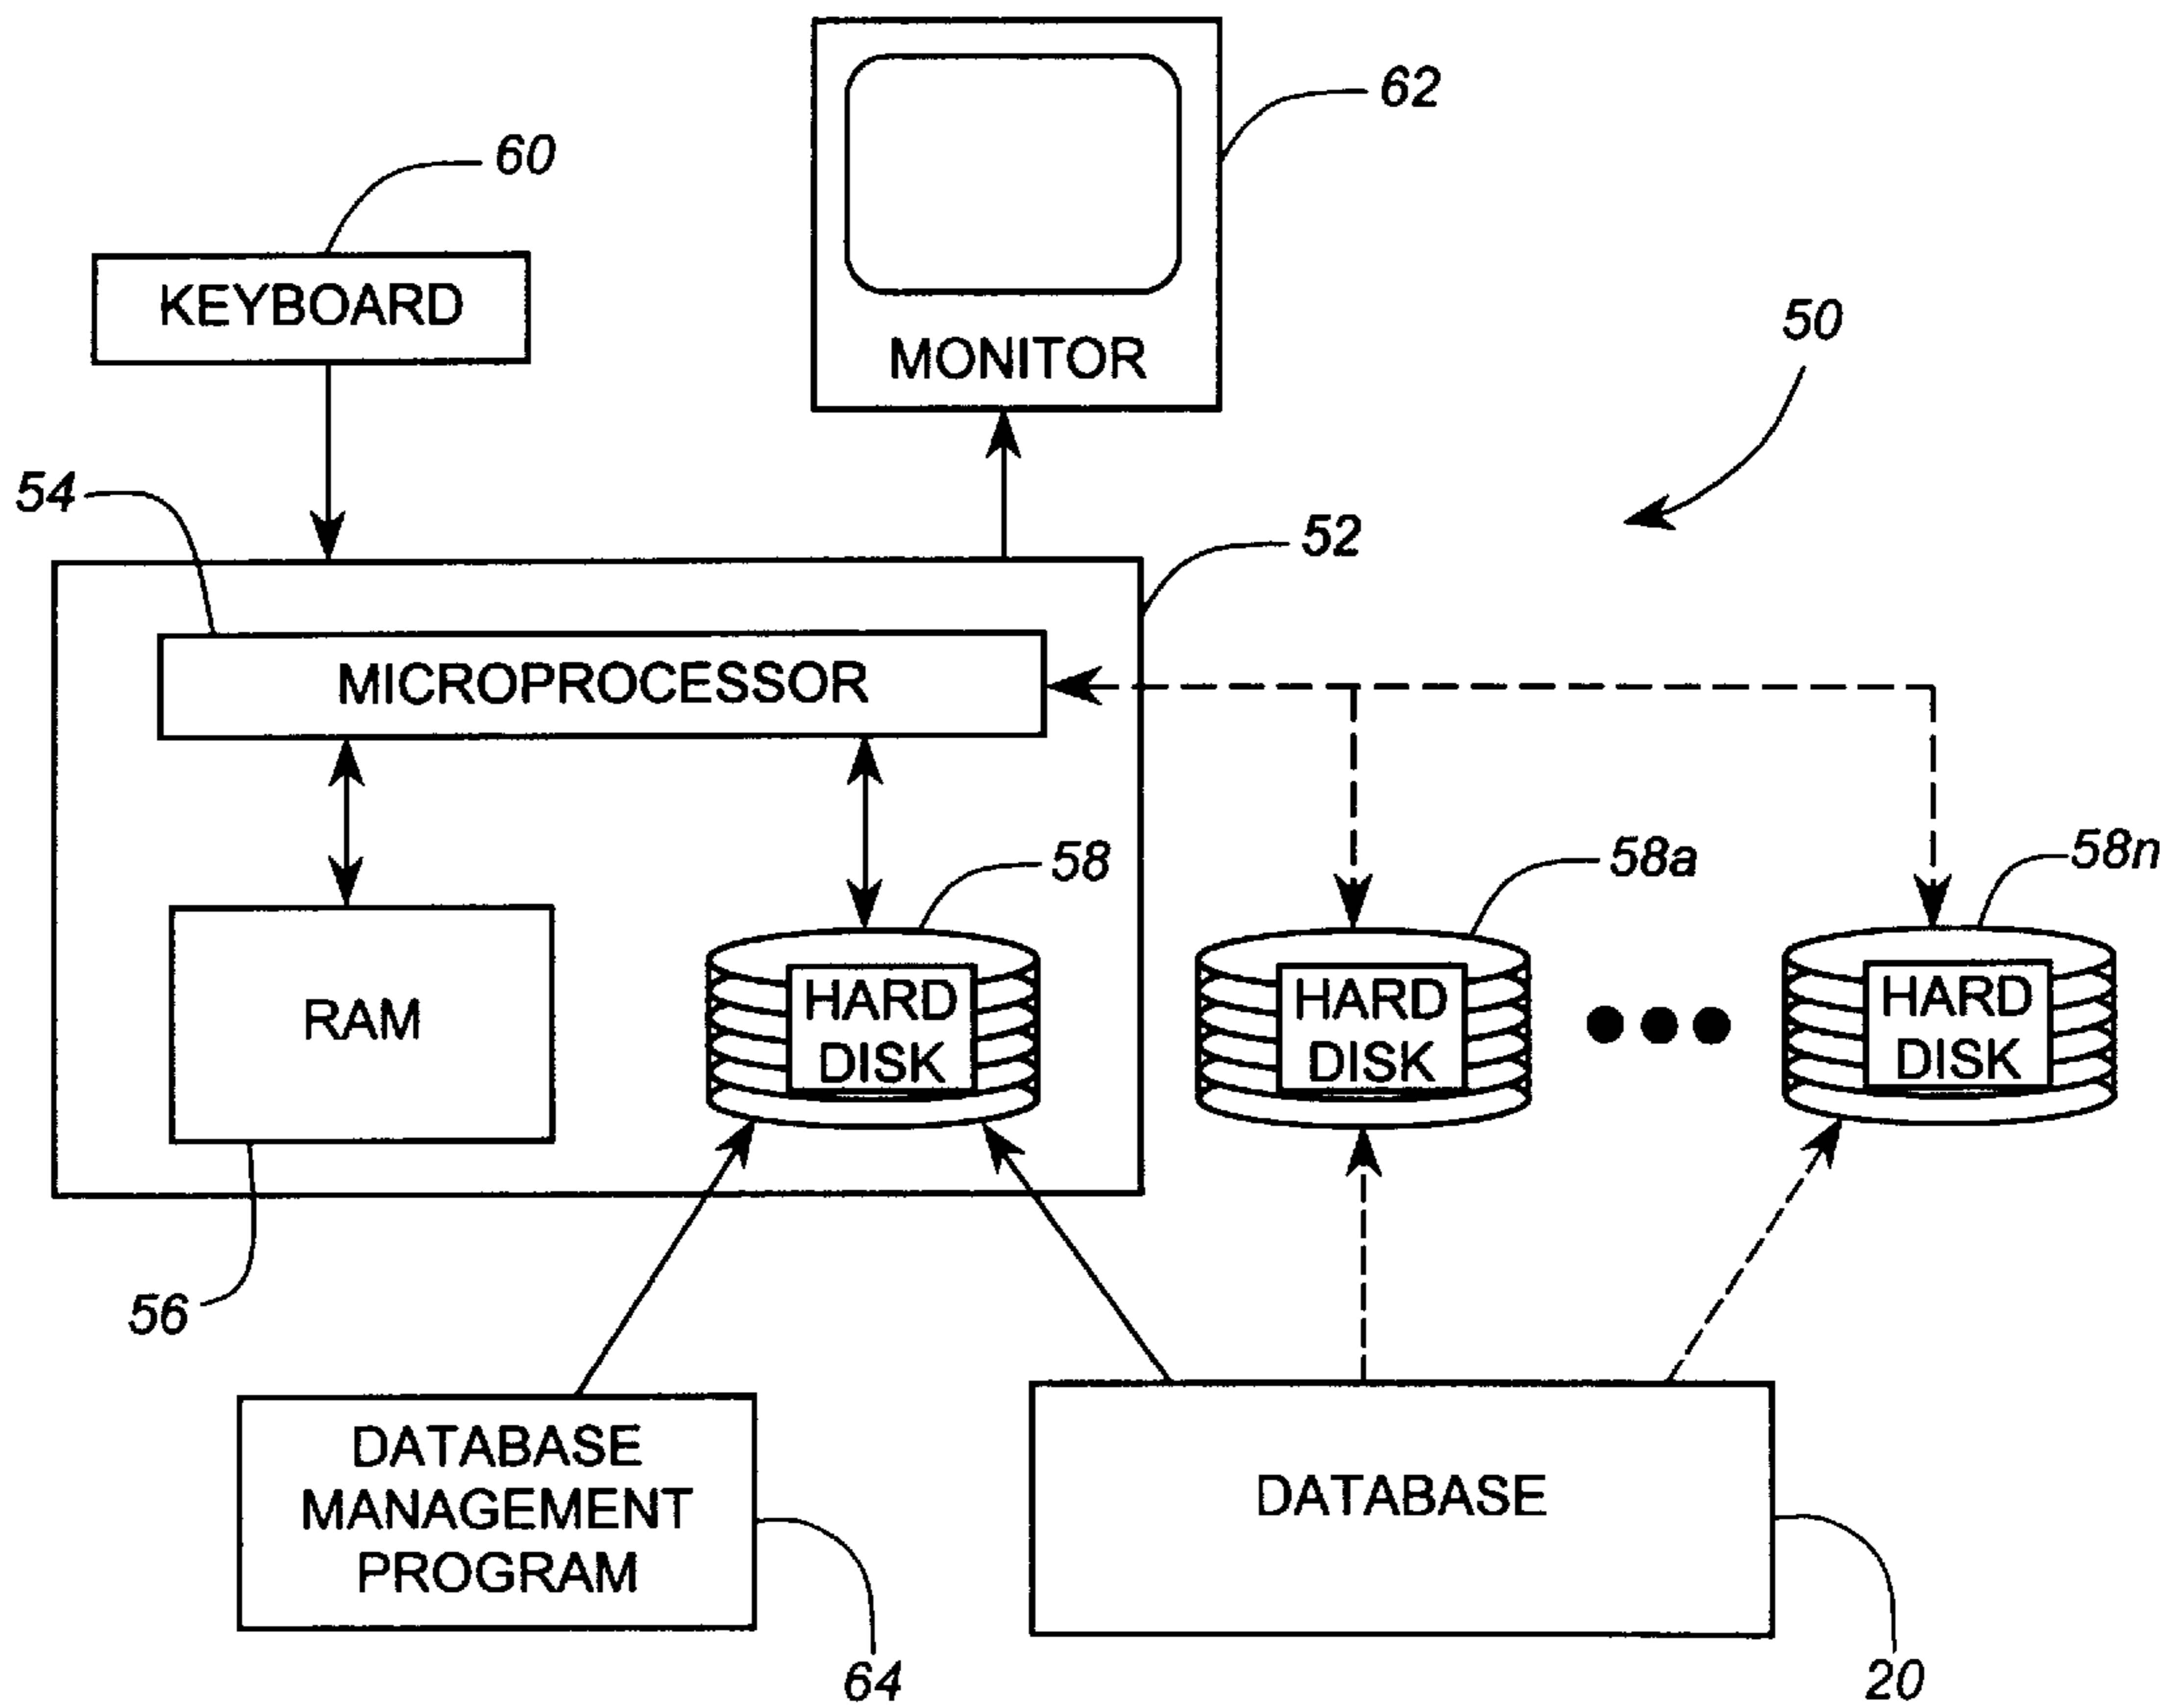 62
60
KEYBOARD
MONITOR
50
54
52
MICROPROCESSOR
58
58a
58n
RAM
HARD
DISK
HARD
DISK
HARD
DISK
56
DATABASE
MANAGEMENT
PROGRAM
DATABASE
64
20